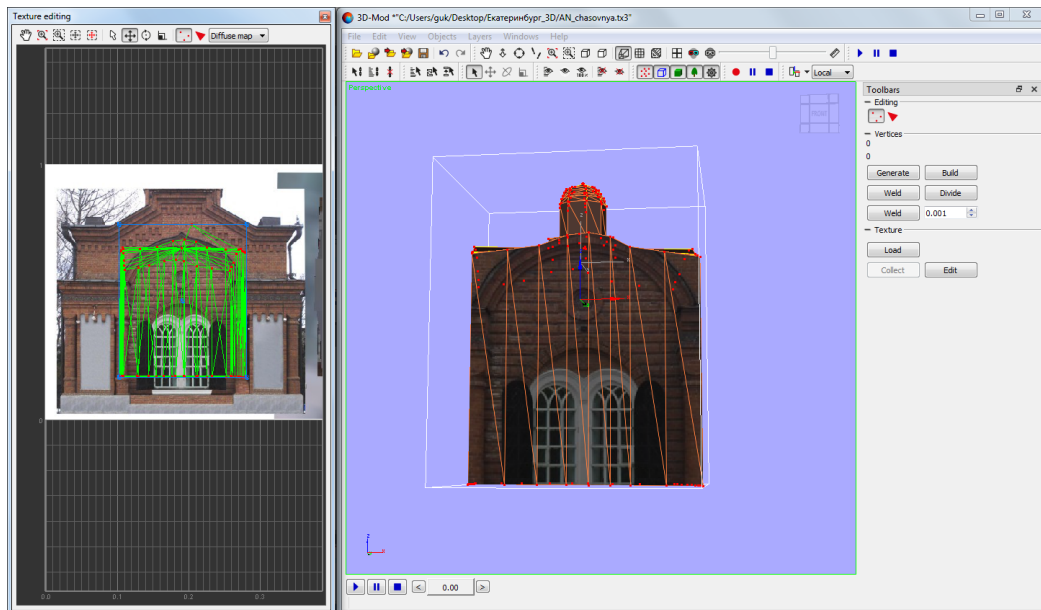 Texture editing
Diffuse map
1
0
0.0
0.1
0.2
0.3
3D-Mod *"C:/Users/guk/Desktop/Екатеринбург_3D/AN_chasovnya.tx3"
File Edit View Objects Layers Windows Help
Local
Perspective
FRONT
z
x
z
x
0.00
< >
Toolbars
Editing
Vertices
0
0
Generate Build
Weld Divide
Weld 0.001
Texture
Load
Collect Edit